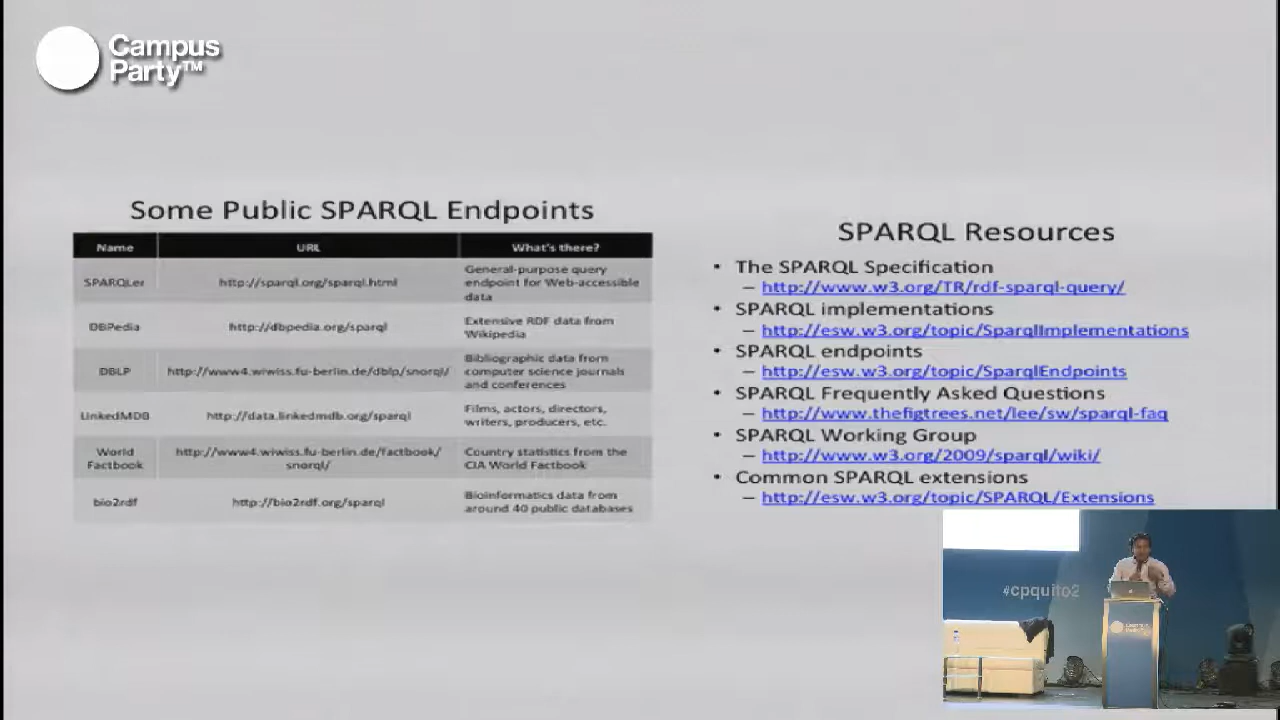 Campus
Party™
Some Public SPARQL Endpoints
Name URL What's there?
SPARQLer http://sparql.org/sparql.html General-purpose query
endpoint for Web-accessible
data
DBPedia http://dbpedia.org/sparql Extensive RDF data from
Wikipedia
DBLP http://www4.wiwiss.fu-berlin.de/dblp/snorql/ Bibliographic data from
computer science journals
and conferences
LinkedMDB http://data.linkedmdb.org/sparql Films, actors, directors,
writers, producers, etc.
World
Factbook http://www4.wiwiss.fu-berlin.de/factbook/
snorql/ Country statistics from the
CIA World Factbook
bio2rdf http://bio2rdf.org/sparql Bioinformatics data from
around 40 public databases
SPARQL Resources
• The SPARQL Specification
– http://www.w3.org/TR/rdf-sparql-query/
• SPARQL implementations
– http://esw.w3.org/topic/SparqlImplementations
• SPARQL endpoints
– http://esw.w3.org/topic/SparqlEndpoints
• SPARQL Frequently Asked Questions
– http://www.thefigtrees.net/lee/sw/sparql-faq
• SPARQL Working Group
– http://www.w3.org/2009/sparql/wiki/
• Common SPARQL extensions
– http://esw.w3.org/topic/SPARQL/Extensions
#cpquito2
Campus
Party